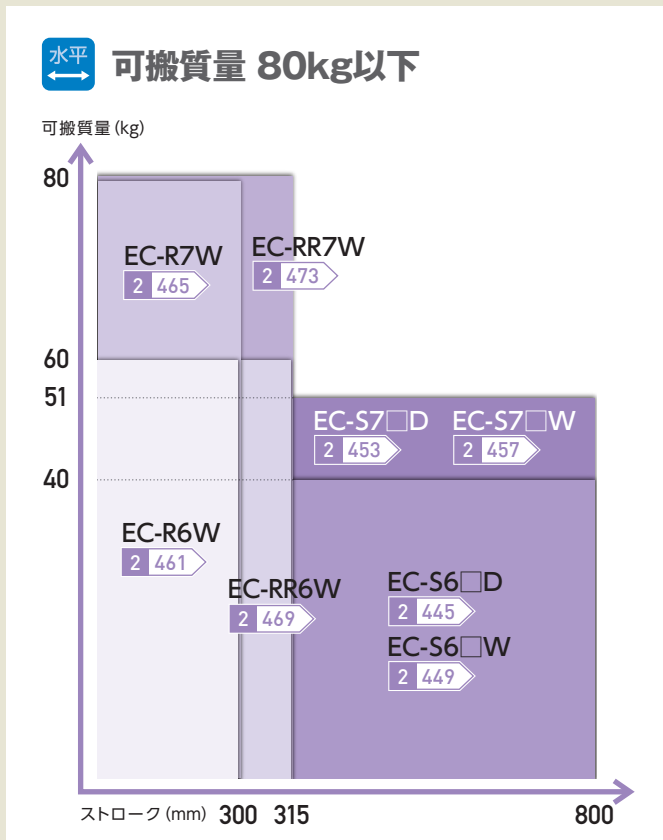 水平
可搬質量 80kg以下
可搬質量(kg)
80
EC-R7W
2 465
EC-RR7W
2 473
60
51
EC-S7□D
2 453
EC-S7□W
2 457
40
EC-R6W
2 461
EC-RR6W
2 469
EC-S6□D
2 445
EC-S6□W
2 449
ストローク(mm) 300 315 800